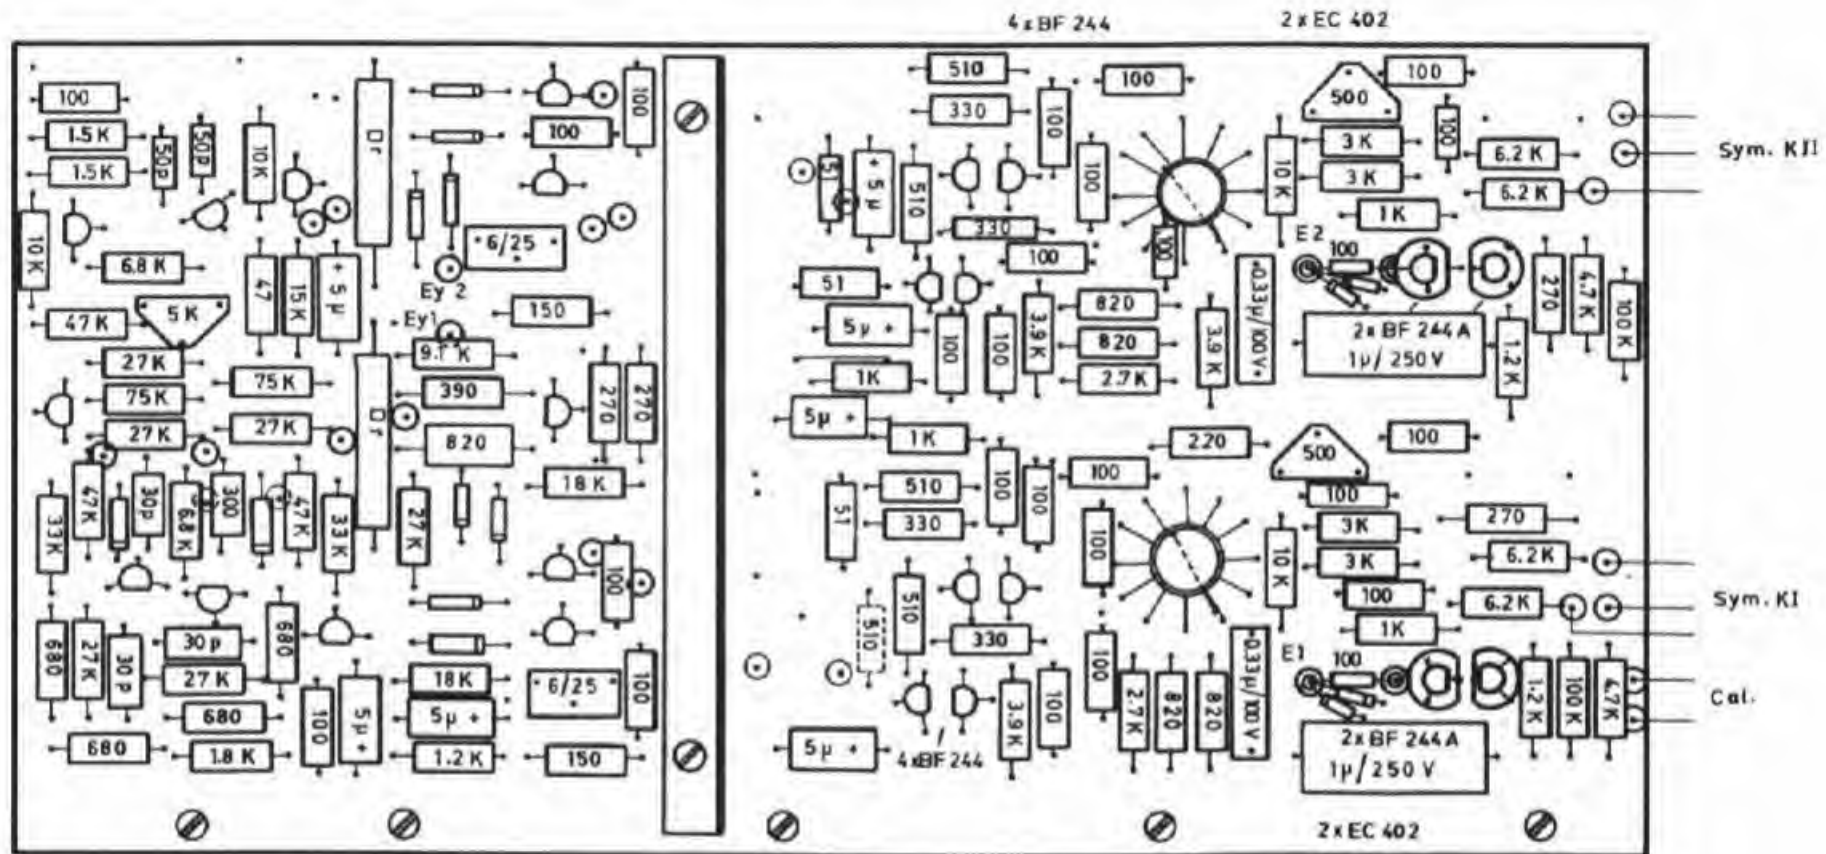 4xBF 244
2xEC 402
100
1.5K
1.5K
50p
50p
10K
Dr
100
100
10K
6.8K
47K
5K
47
15K
+ 5µ
6/25
Ey 2
Ey1
150
9.1K
27K
75K
27K
75K
27K
390
Dr
820
270
270
18K
33K
47K
30p
6.8K
300
47K
33K
27K
100
680
27K
30p
30p
27K
680
680
680
1.8K
100
5µ +
18K
5µ +
1.2K
6/25
100
150
510
330
100
100
51
+ 5µ
510
330
100
100
100
10K
500
100
3K
3K
100
6.2K
6.2K
1K
Sym. KII
51
5µ +
1K
100
100
3.9K
820
820
2.7K
3.9K
0.33µ/100V
E2
100
2xBF 244A
1µ/250V
270
4.7K
100K
1.2K
5µ +
1K
220
500
100
510
330
51
100
100
100
100
10K
100
3K
3K
100
1K
270
6.2K
6.2K
Sym. KI
510
510
330
100
2.7K
820
820
0.33µ/100V
E1
100
3.9K
100
5µ +
4xBF 244
2xBF 244A
1µ/250V
1.2K
100K
4.7K
Cal.
2xEC 402